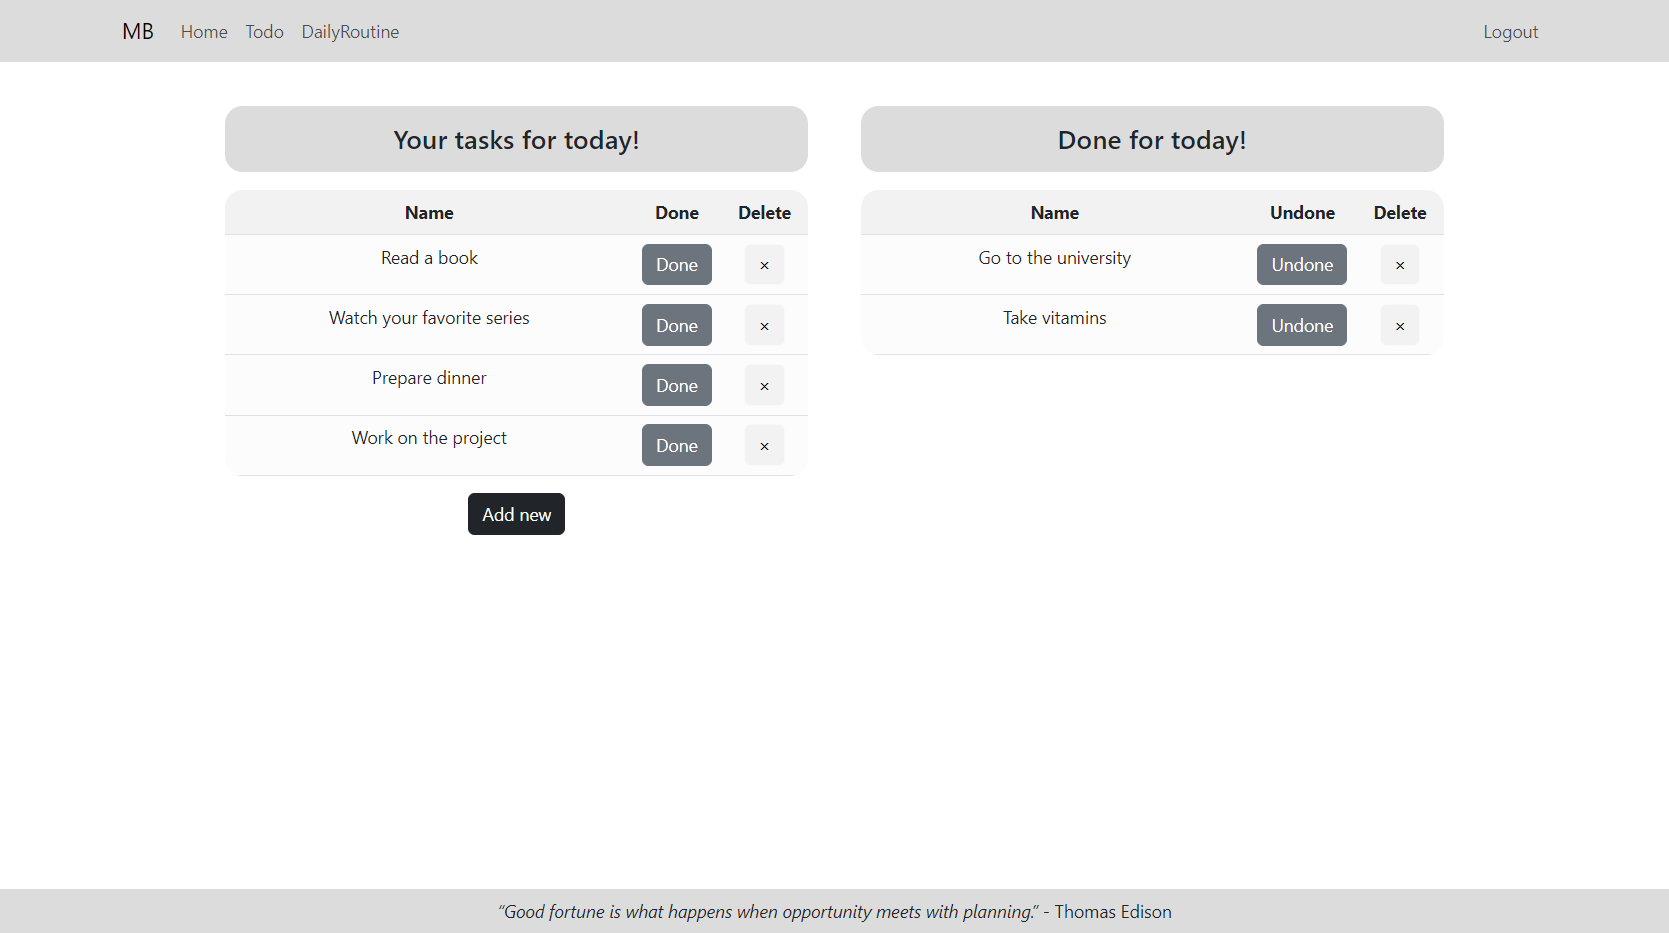 MB Home Todo DailyRoutine Logout
Your tasks for today!
Name Done Delete
Read a book Done ×
Watch your favorite series Done ×
Prepare dinner Done ×
Work on the project Done ×
Add new
Done for today!
Name Undone Delete
Go to the university Undone ×
Take vitamins Undone ×
“Good fortune is what happens when opportunity meets with planning.” - Thomas Edison